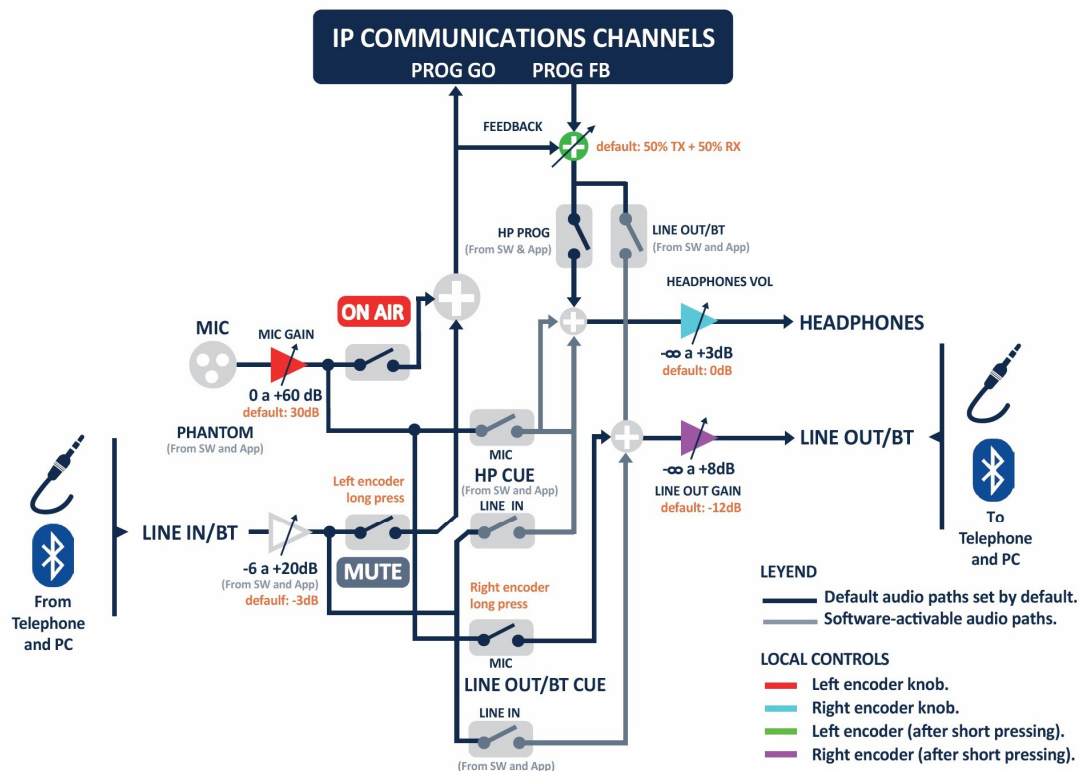 IP COMMUNICATIONS CHANNELS
PROG GO PROG FB
FEEDBACK
default: 50% TX + 50% RX
HP PROG
(From SW & App)
LINE OUT/BT
(From SW and App)
HEADPHONES VOL
ON AIR
MIC
MIC GAIN
HEADPHONES
-∞ a +3dB
default: 0dB
0 a +60 dB
default: 30dB
PHANTOM
(From SW and App)
MIC
HP CUE
(From SW and App)
LINE OUT/BT
-∞ a +8dB
LINE OUT GAIN
default: -12dB
Left encoder
long press
LINE IN
LINE IN/BT
-6 a +20dB
(From SW and App)
defaulf: -3dB
MUTE
From
Telephone
and PC
To
Telephone
and PC
Right encoder
long press
MIC
LINE OUT/BT CUE
LINE IN
(From SW and App)
LEYEND
Default audio paths set by default.
Software-activable audio paths.
LOCAL CONTROLS
Left encoder knob.
Right encoder knob.
Left encoder (after short pressing).
Right encoder (after short pressing).